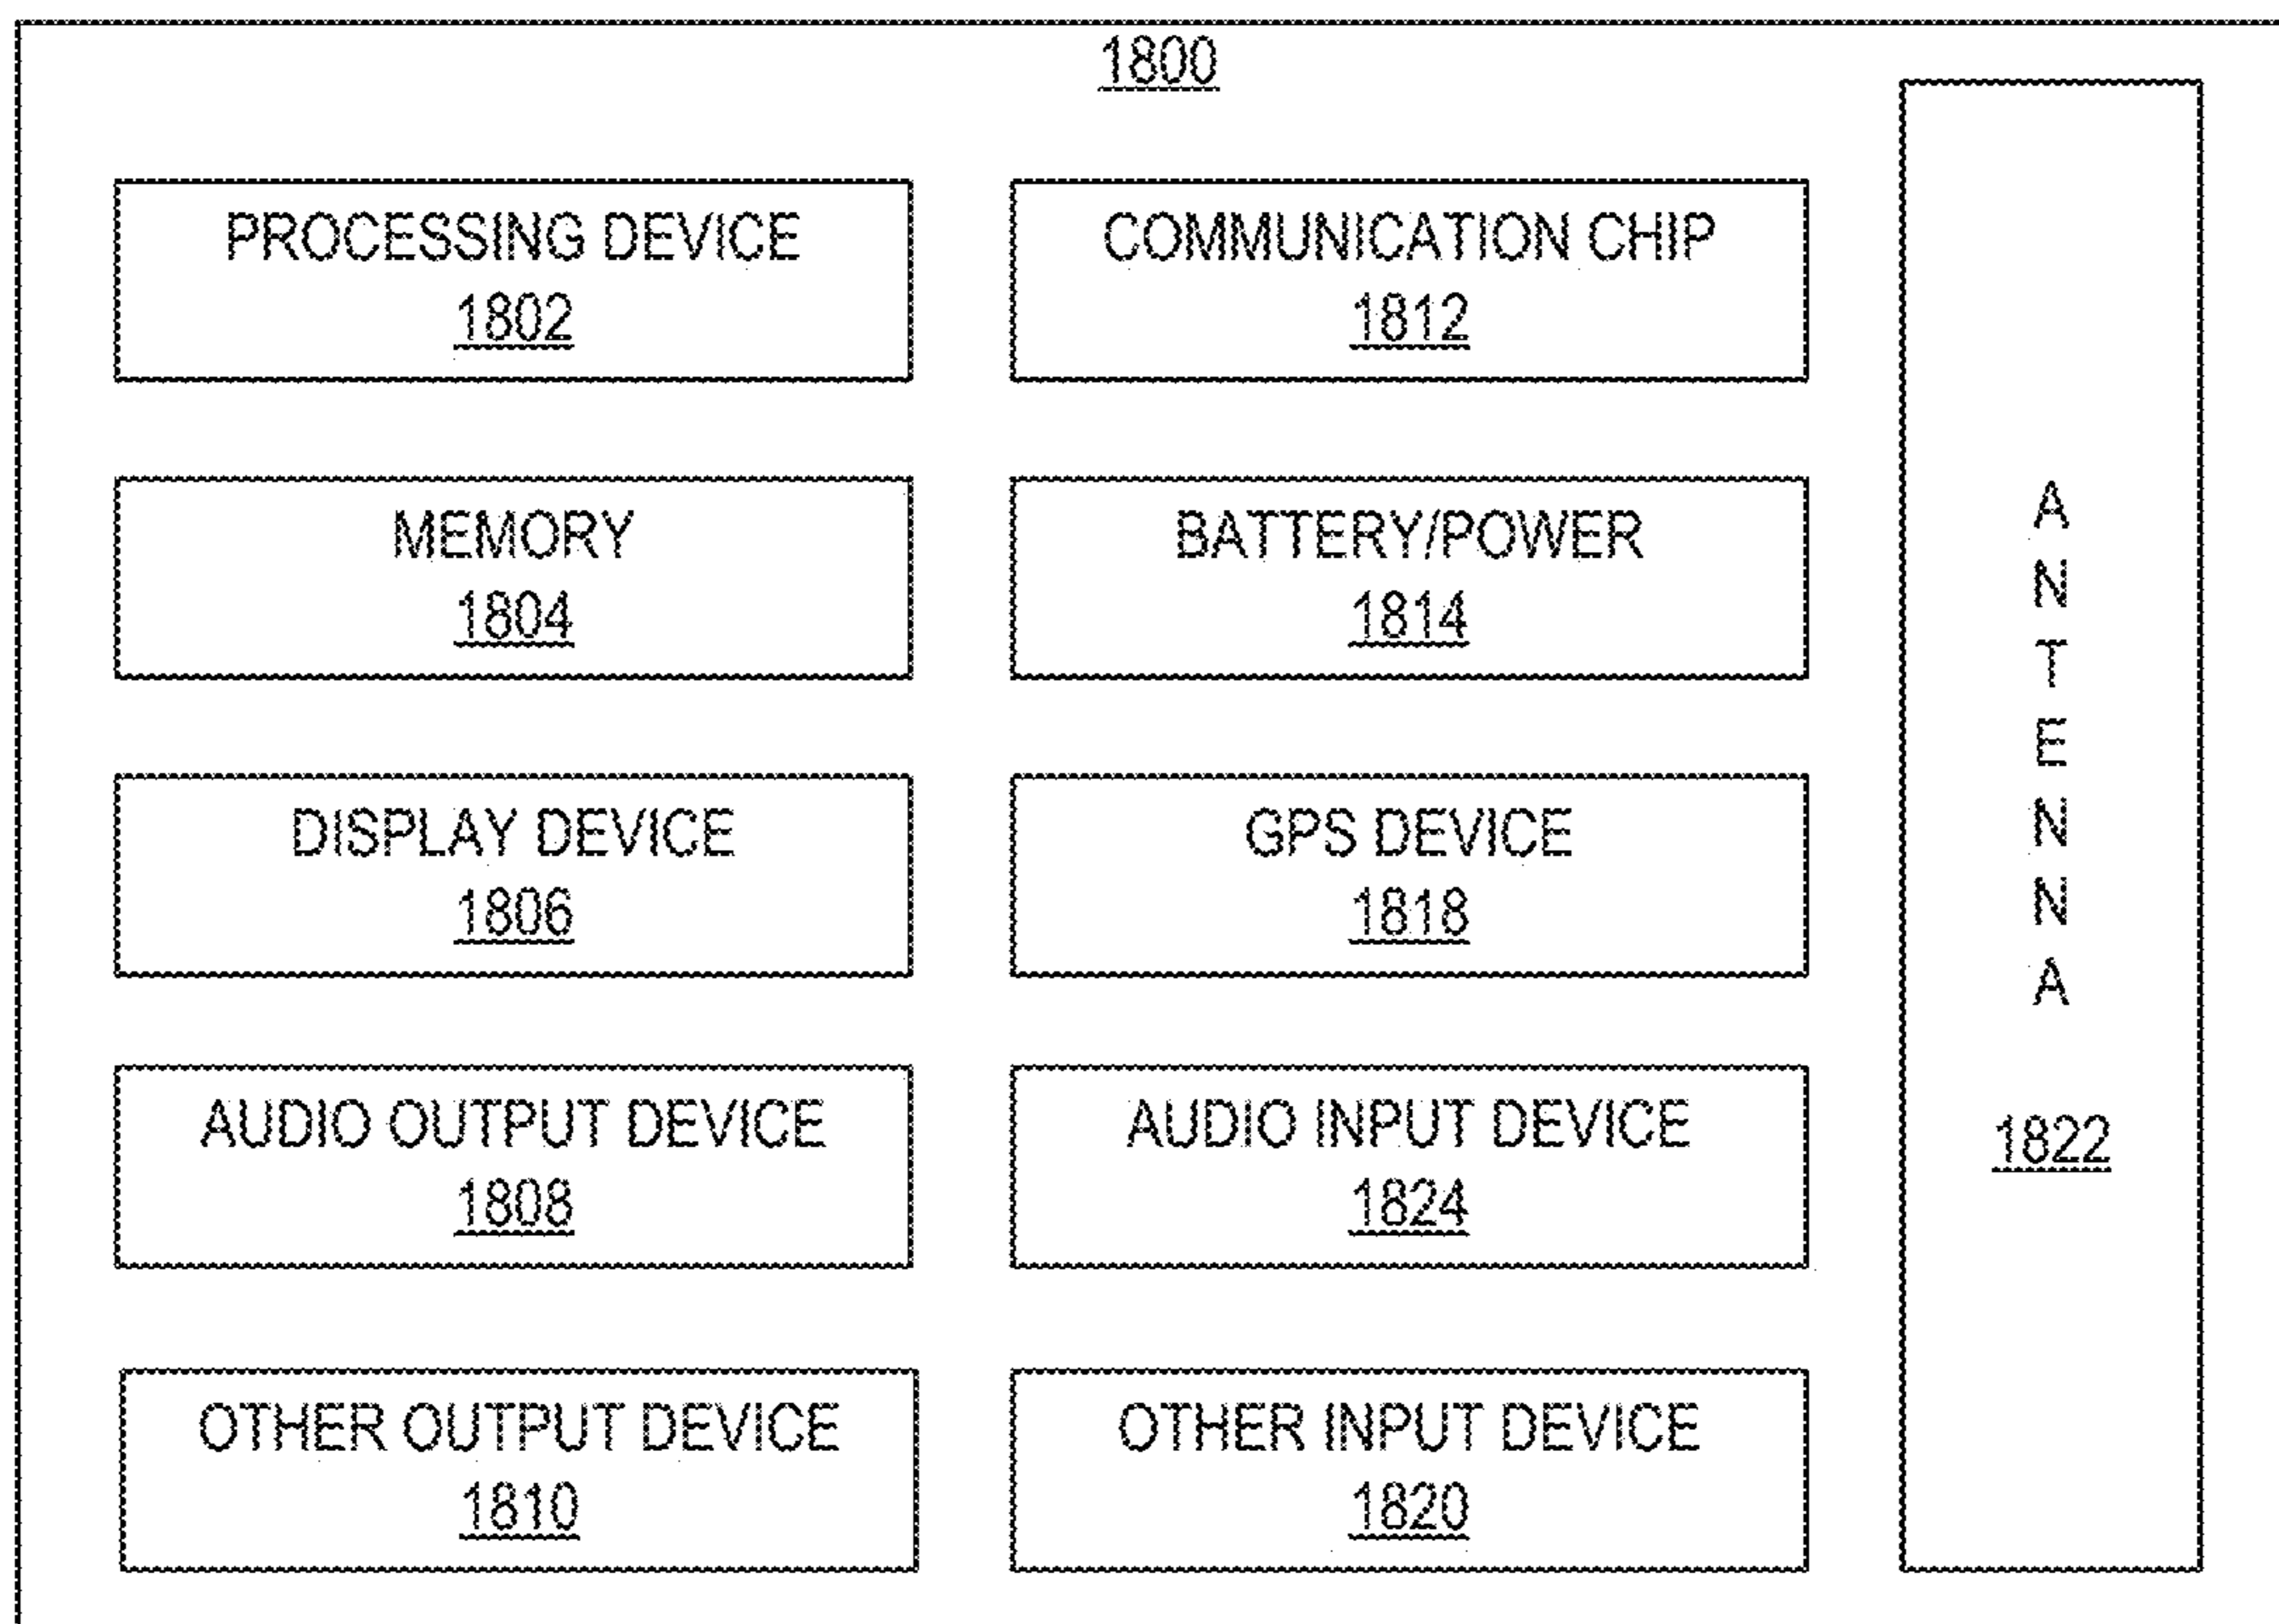 1800
PROCESSING DEVICE
1802
COMMUNICATION CHIP
1812
MEMORY
1804
BATTERY/POWER
1814
DISPLAY DEVICE
1806
GPS DEVICE
1818
AUDIO OUTPUT DEVICE
1808
AUDIO INPUT DEVICE
1824
OTHER OUTPUT DEVICE
1810
OTHER INPUT DEVICE
1820
A
N
T
E
N
N
A
1822